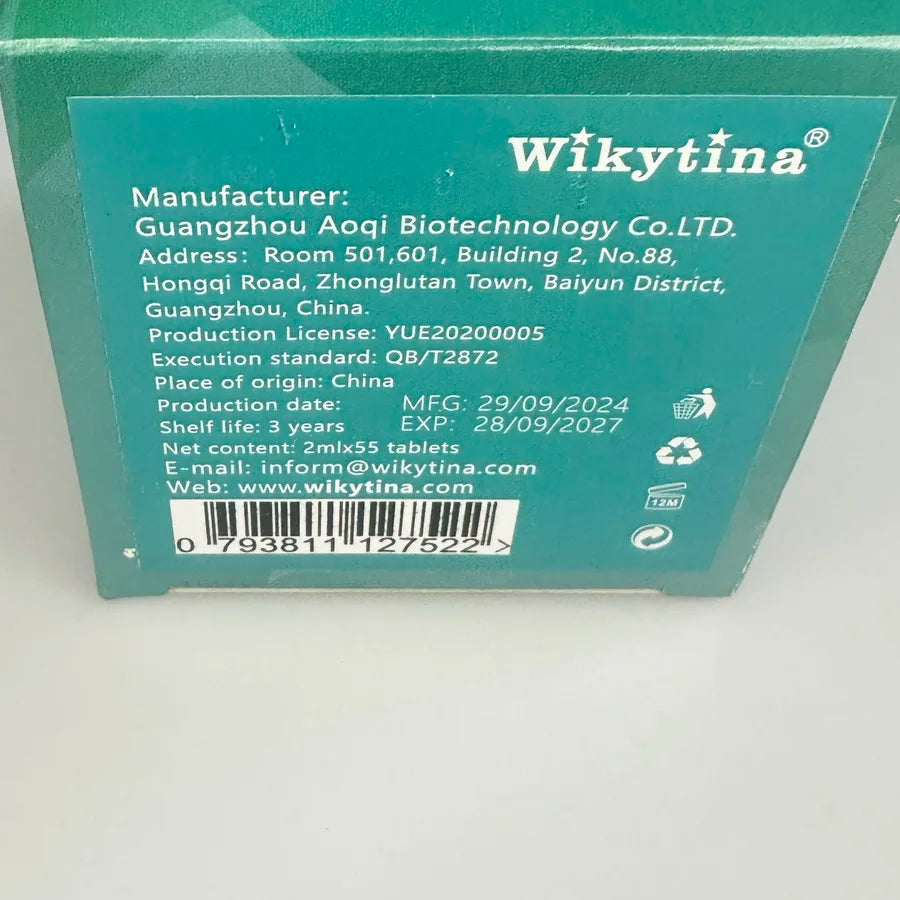 Wikytina®
Manufacturer:
Guangzhou Aoqi Biotechnology Co.LTD.
Address: Room 501,601, Building 2, No.88,
Hongqi Road, Zhonglutan Town, Baiyun District,
Guangzhou, China.
Production License: YUE20200005
Execution standard: QB/T2872
Place of origin: China
Production date: MFG: 29/09/2024
Shelf life: 3 years EXP: 28/09/2027
Net content: 2mlx55 tablets
E-mail: inform@wikytina.com
Web: www.wikytina.com
12M
0 793811 127522 >